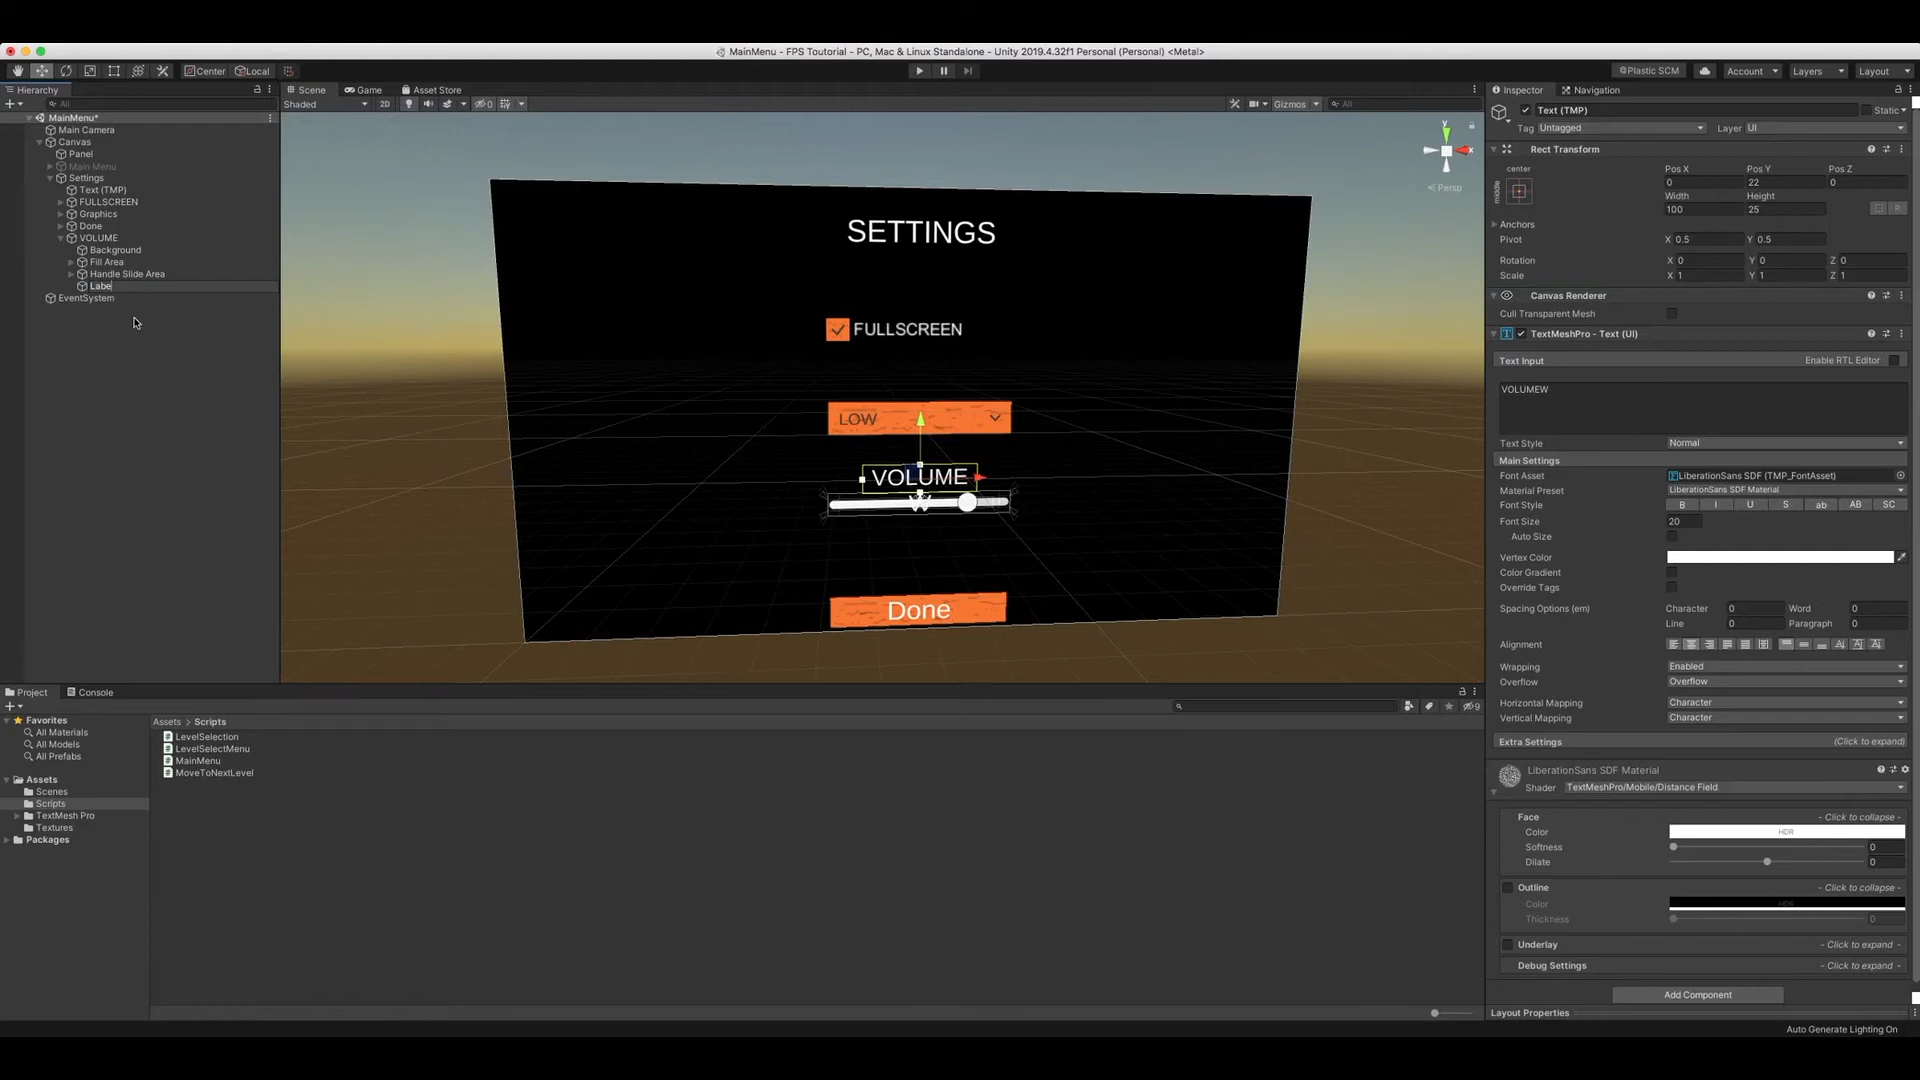 MainMenu - FPS Toutorial - PC, Mac & Linux Standalone - Unity 2019.4.32f1 Personal (Personal) <Metal>
Center Local Plastic SCM Account Layers Layout
Hierarchy
All
MainMenu*
Main Camera
Canvas
Panel
Main Menu
Settings
Text (TMP)
FULLSCREEN
Graphics
Done
VOLUME
Background
Fill Area
Handle Slide Area
Labe
EventSystem
Scene Game Asset Store
Shaded 2D 0 Gizmos All
y
x
Persp
SETTINGS
FULLSCREEN
LOW
VOLUME
W
Done
Inspector Navigation
Text (TMP) Static
Tag Untagged Layer UI
Rect Transform
center Pos X Pos Y Pos Z
middle 0 22 0
Width Height
100 25 R
Anchors
Pivot X 0.5 Y 0.5
Rotation X 0 Y 0 Z 0
Scale X 1 Y 1 Z 1
Canvas Renderer
Cull Transparent Mesh
TextMeshPro - Text (UI)
Text Input Enable RTL Editor
VOLUMEW
Text Style Normal
Main Settings
Font Asset LiberationSans SDF (TMP_FontAsset)
Material Preset LiberationSans SDF Material
Font Style B I U S ab AB SC
Font Size 20
Auto Size
Vertex Color
Color Gradient
Override Tags
Spacing Options (em) Character 0 Word 0
Line 0 Paragraph 0
Alignment
Wrapping Enabled
Overflow Overflow
Horizontal Mapping Character
Vertical Mapping Character
Extra Settings (Click to expand)
LiberationSans SDF Material
Shader TextMeshPro/Mobile/Distance Field
Face - Click to collapse -
Color HDR
Softness 0
Dilate 0
Outline - Click to collapse -
Color HDR
Thickness 0
Underlay - Click to expand -
Debug Settings - Click to expand -
Add Component
Layout Properties
Project Console
9
Favorites
All Materials
All Models
All Prefabs
Assets
Scenes
Scripts
TextMesh Pro
Textures
Packages
Assets > Scripts
LevelSelection
LevelSelectMenu
MainMenu
MoveToNextLevel
Auto Generate Lighting On